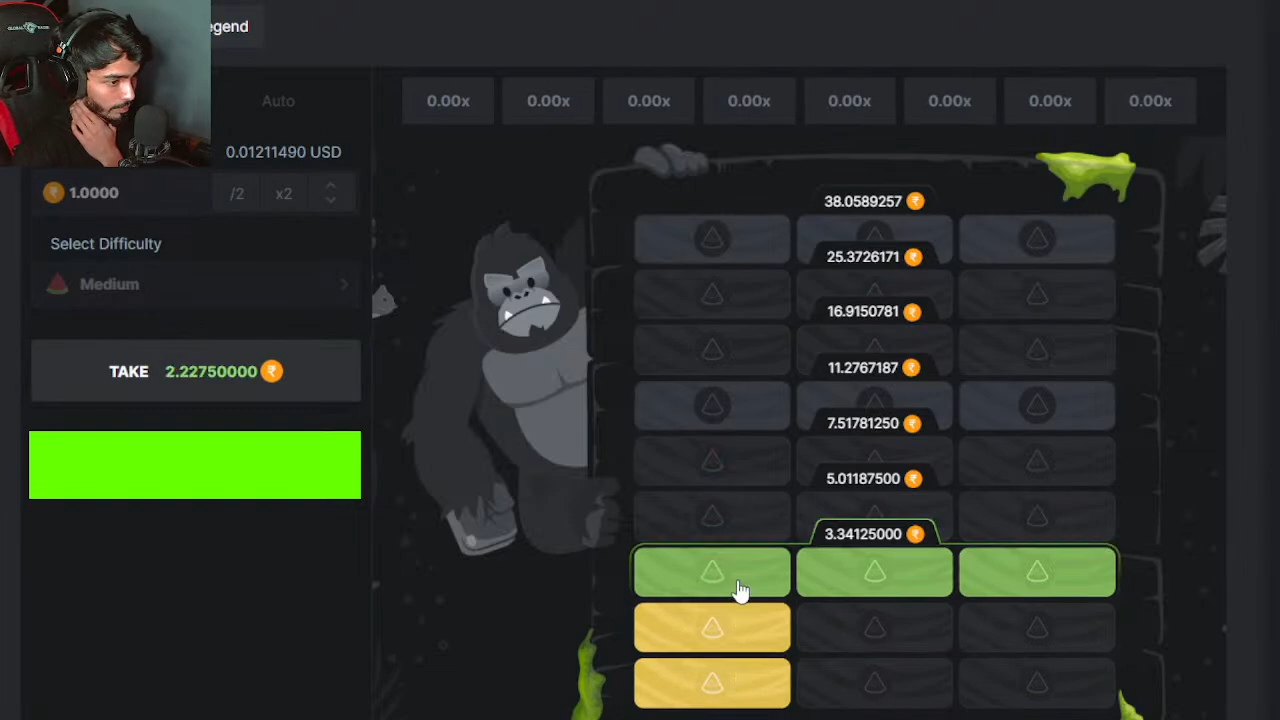 egend
Auto
0.00x 0.00x 0.00x 0.00x 0.00x 0.00x 0.00x 0.00x
0.01211490 USD
1.0000
/2 x2
Select Difficulty
Medium
TAKE 2.22750000 ₹
38.0589257 ₹
25.3726171 ₹
16.9150781 ₹
11.2767187 ₹
7.51781250 ₹
5.01187500 ₹
3.34125000 ₹